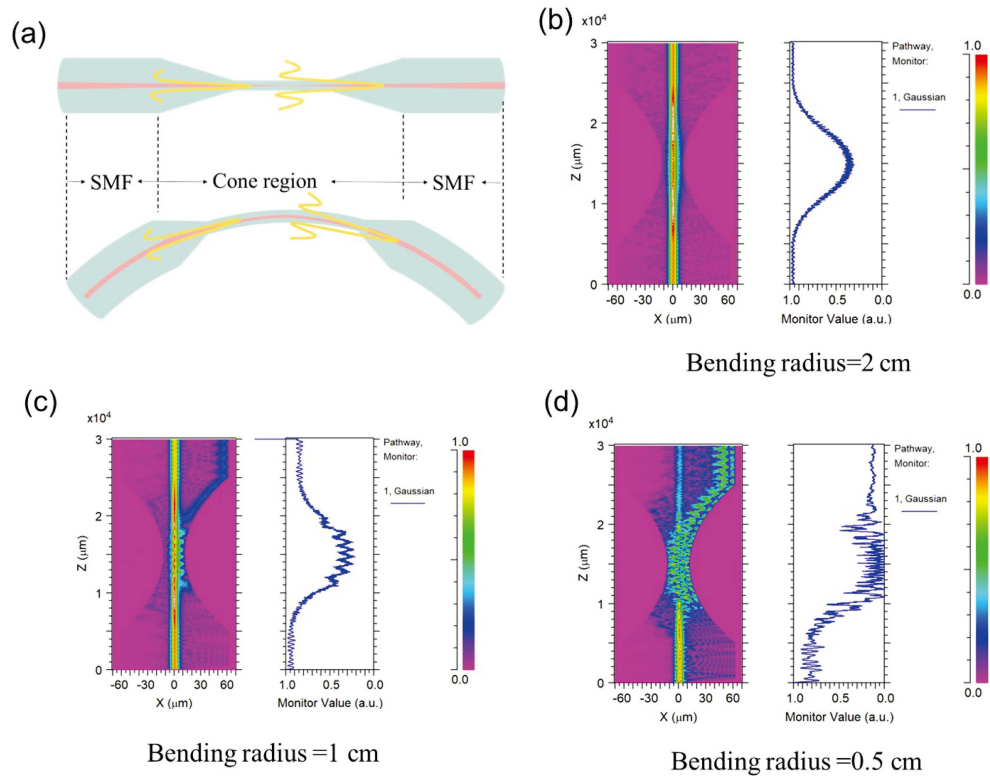 (a)
SMF
Cone region
SMF
(b)
x10⁴
3
2
1
0
Z (μm)
-60 -30 0 30 60
X (μm)
1.0 0.5 0.0
Monitor Value (a.u.)
Pathway,
Monitor:
1, Gaussian
1.0
0.0
Bending radius=2 cm
(c)
x10⁴
3
2
1
0
Z (μm)
-60 -30 0 30 60
X (μm)
1.0 0.5 0.0
Monitor Value (a.u.)
Pathway,
Monitor:
1, Gaussian
1.0
0.0
Bending radius =1 cm
(d)
x10⁴
3
2
1
0
Z (μm)
-60 -30 0 30 60
X (μm)
1.0 0.5 0.0
Monitor Value (a.u.)
Pathway,
Monitor:
1, Gaussian
1.0
0.0
Bending radius =0.5 cm